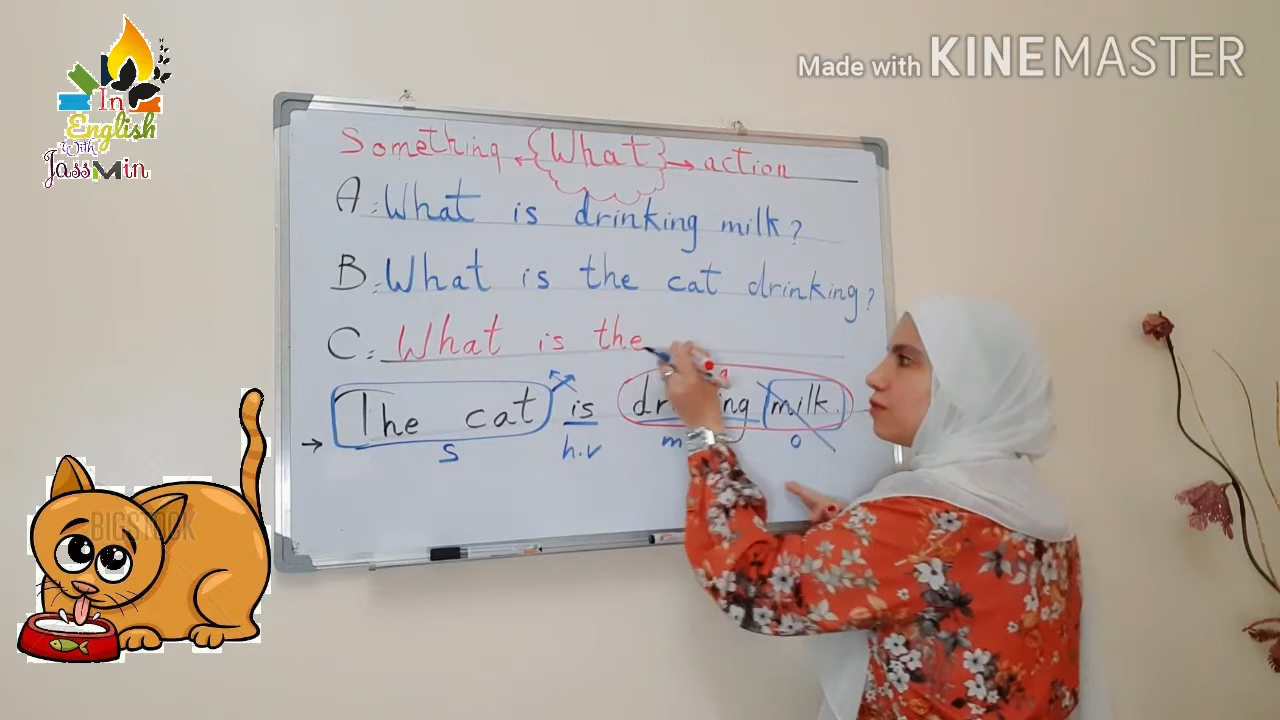 In
English
with
JassMin
Made with KINEMASTER
Something {What} → action
A: What is drinking milk?
B: What is the cat drinking?
C: What is the
→ The cat is milk.
s h.v m o
BIGSTOCK